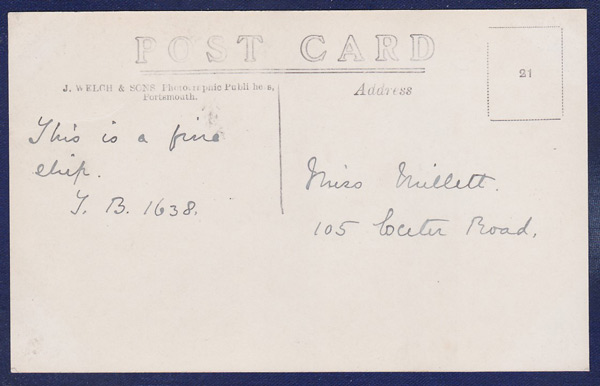 POST CARD
J. WELCH & SONS Photographic Publishers,
Portsmouth.
Address
21
This is a fine
ship.
T. B. 1638.
Miss Millett.
105 Exeter Road,